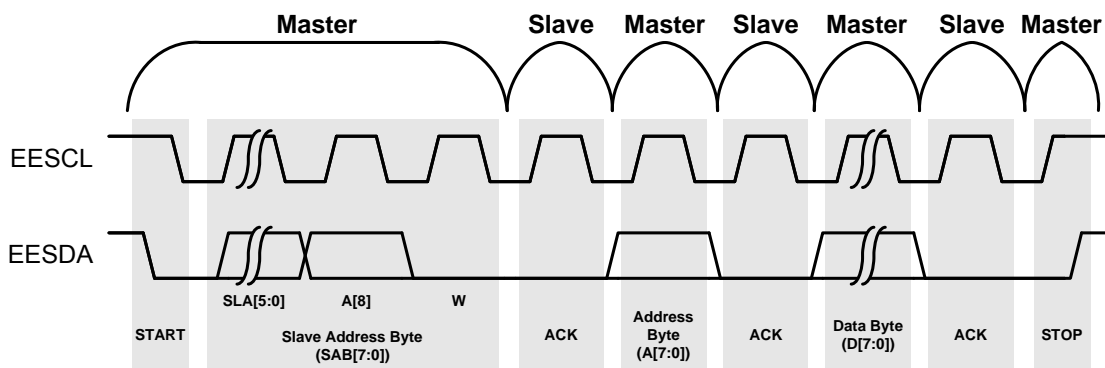 Master Slave Master Slave Master Slave Master
EESCL
EESDA
SLA[5:0] A[8] W
START
Slave Address Byte
(SAB[7:0])
ACK
Address
Byte
(A[7:0])
ACK
Data Byte
(D[7:0])
ACK
STOP